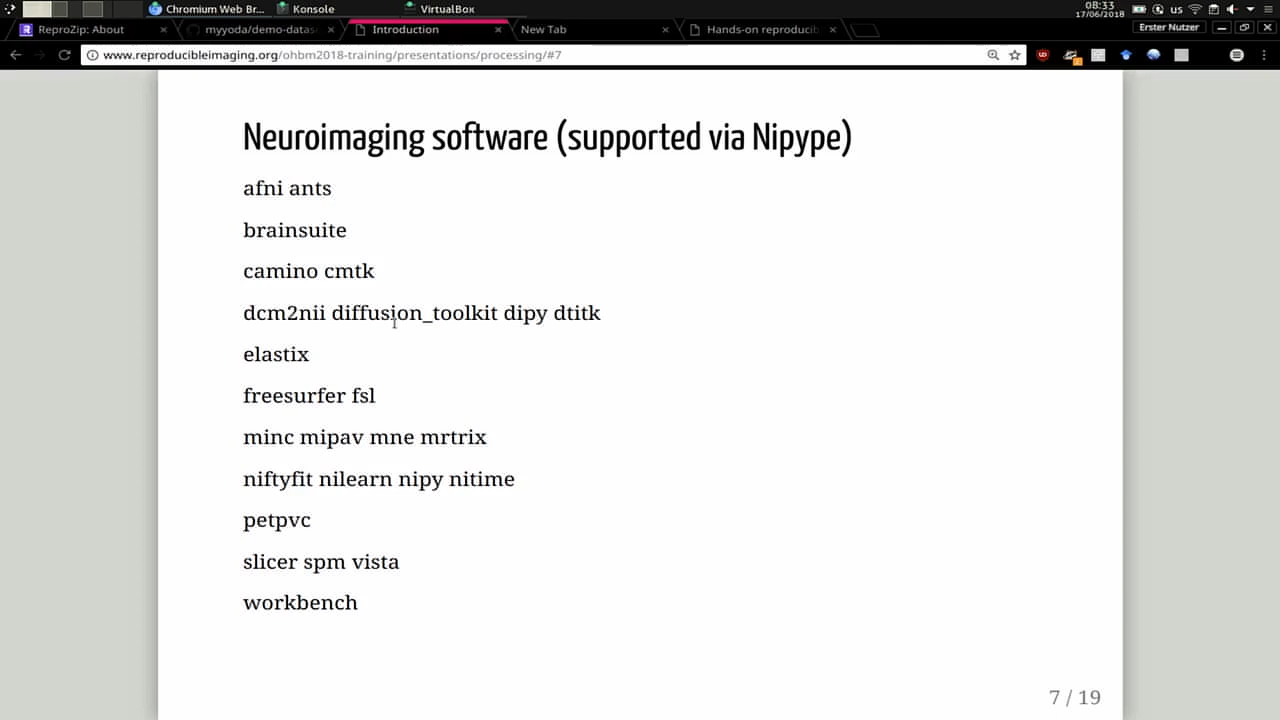 Chromium Web Br... Konsole VirtualBox 08:33 us
17/06/2018
ReproZip: About myyoda/demo-datas Introduction New Tab Hands-on reproducib Erster Nutzer
www.reproducibleimaging.org/ohbm2018-training/presentations/processing/#7
Neuroimaging software (supported via Nipype)
afni ants
brainsuite
camino cmtk
dcm2nii diffusion_toolkit dipy dtitk
elastix
freesurfer fsl
minc mipav mne mrtrix
niftyfit nilearn nipy nitime
petpvc
slicer spm vista
workbench
7 / 19